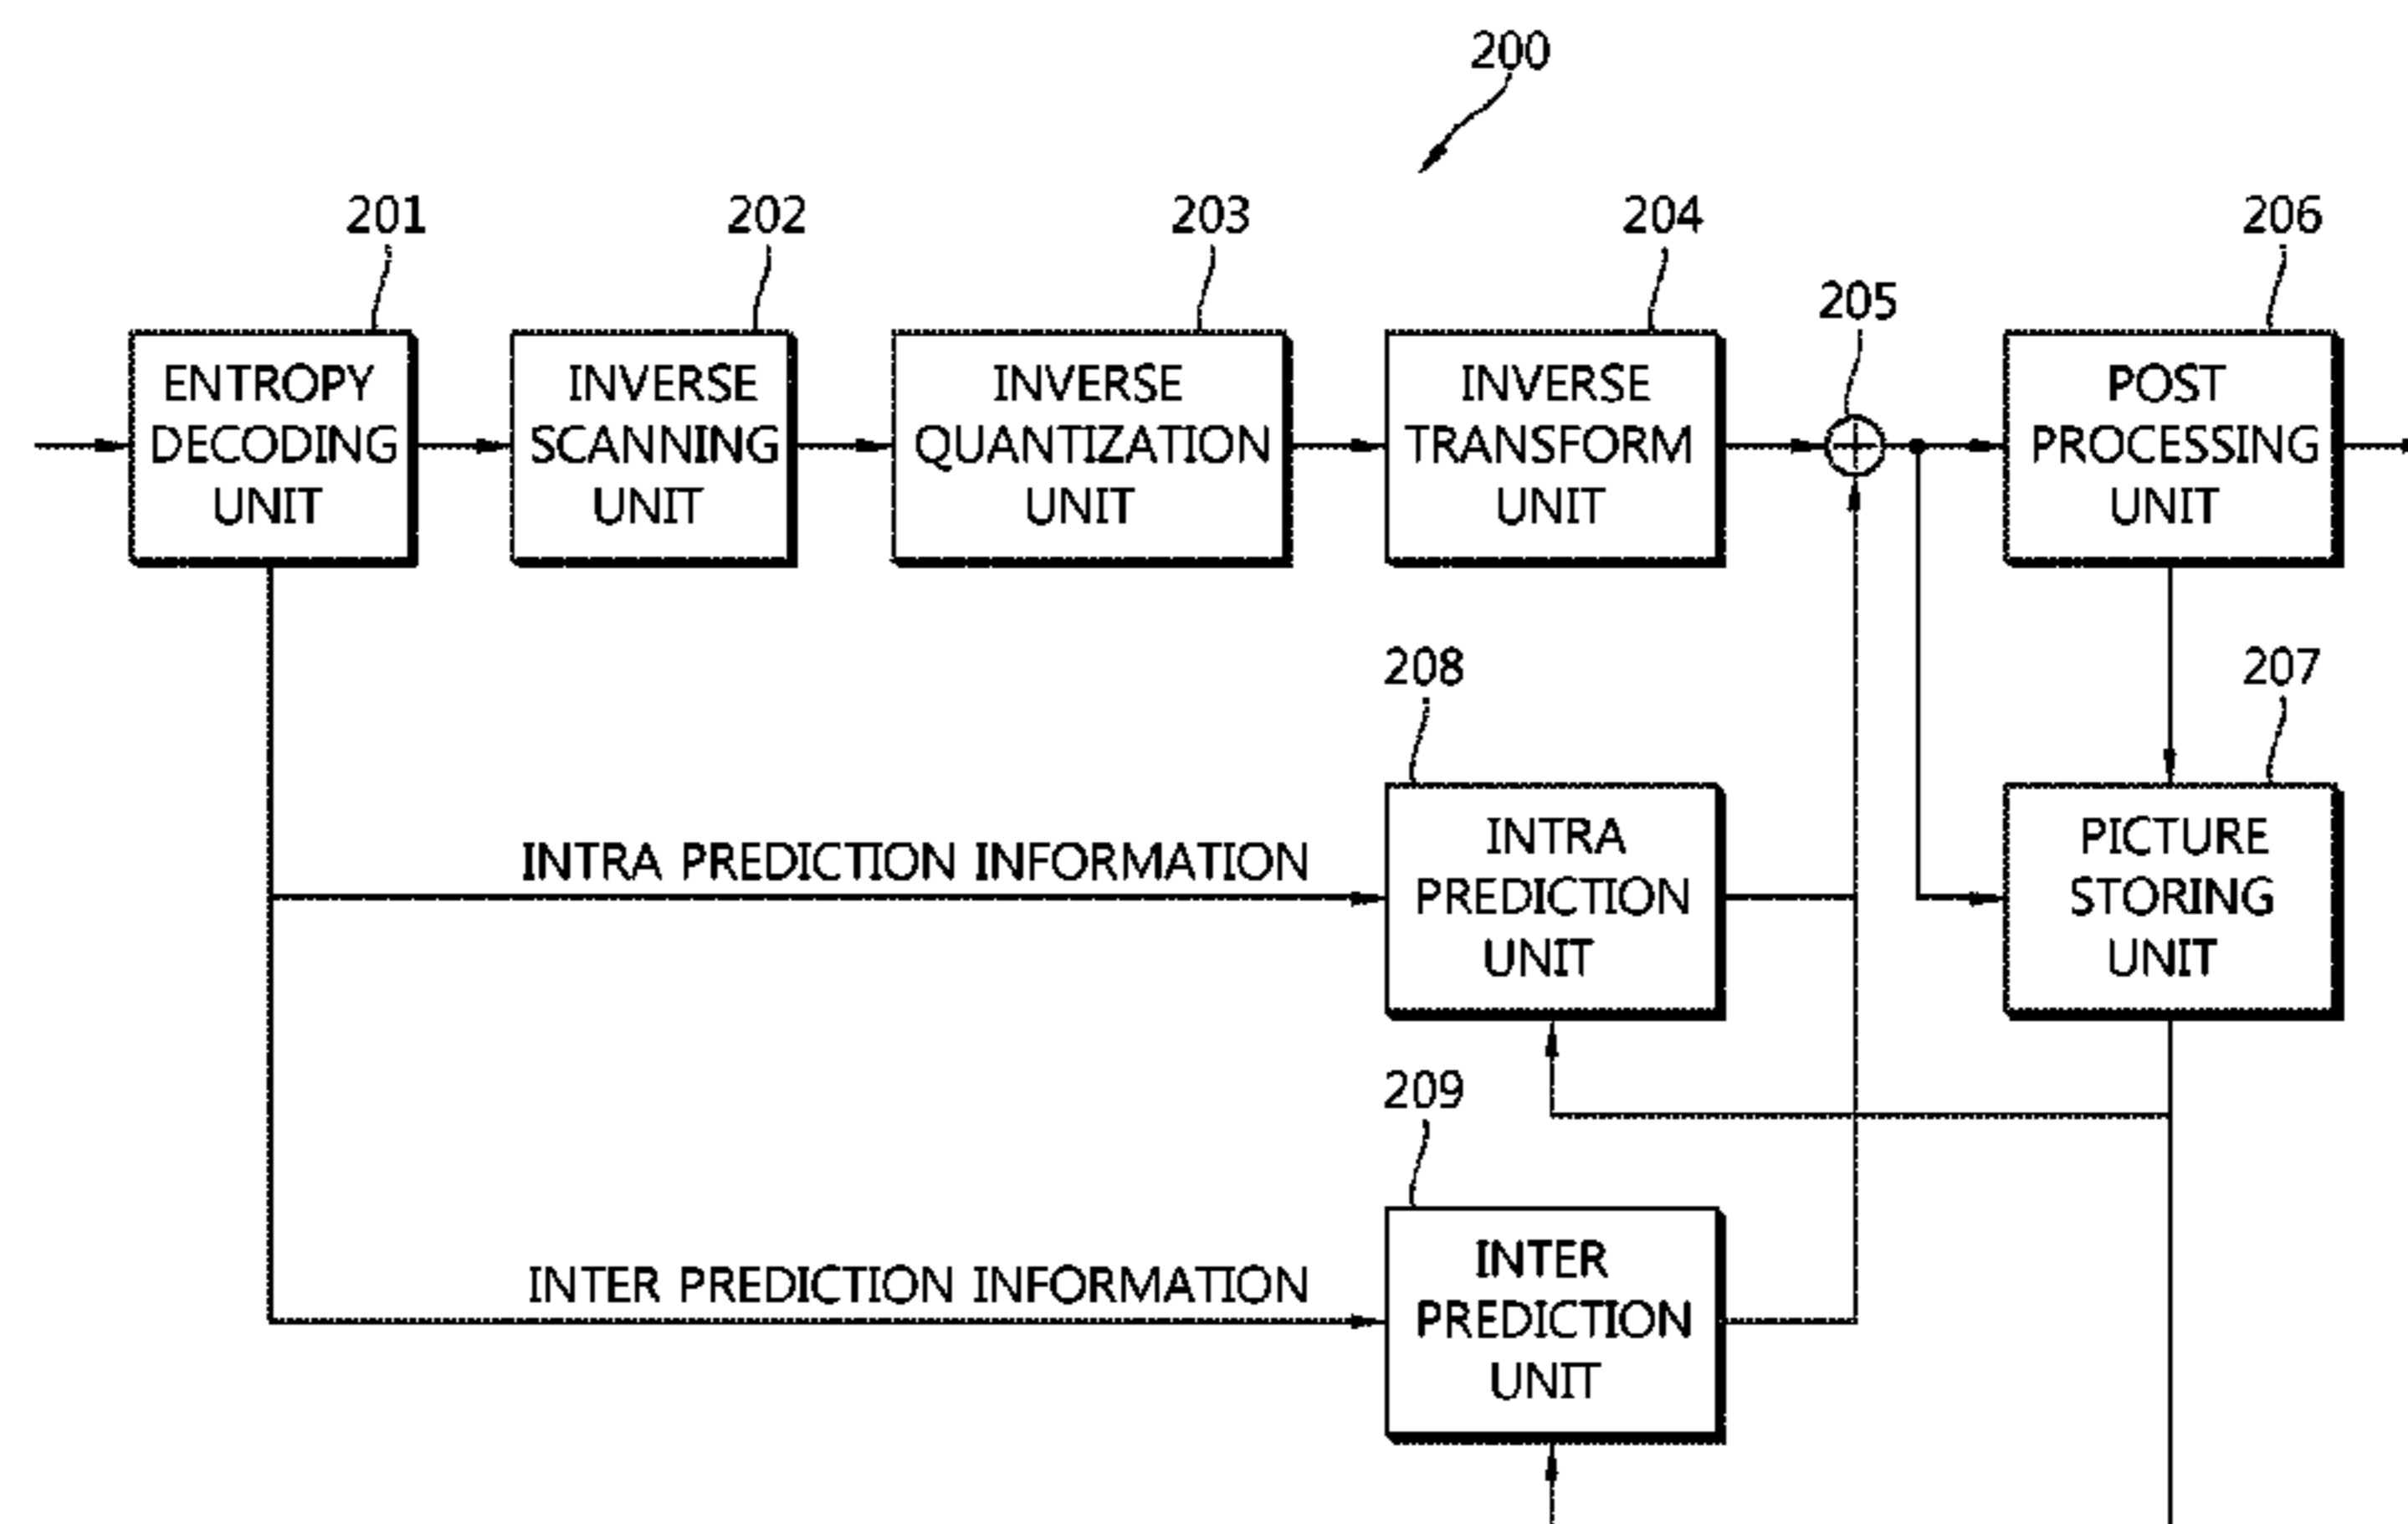 200
201
202
203
204
205
206
ENTROPY
DECODING
UNIT
INVERSE
SCANNING
UNIT
INVERSE
QUANTIZATION
UNIT
INVERSE
TRANSFORM
UNIT
POST
PROCESSING
UNIT
208
207
INTRA PREDICTION INFORMATION
INTRA
PREDICTION
UNIT
PICTURE
STORING
UNIT
209
INTER PREDICTION INFORMATION
INTER
PREDICTION
UNIT